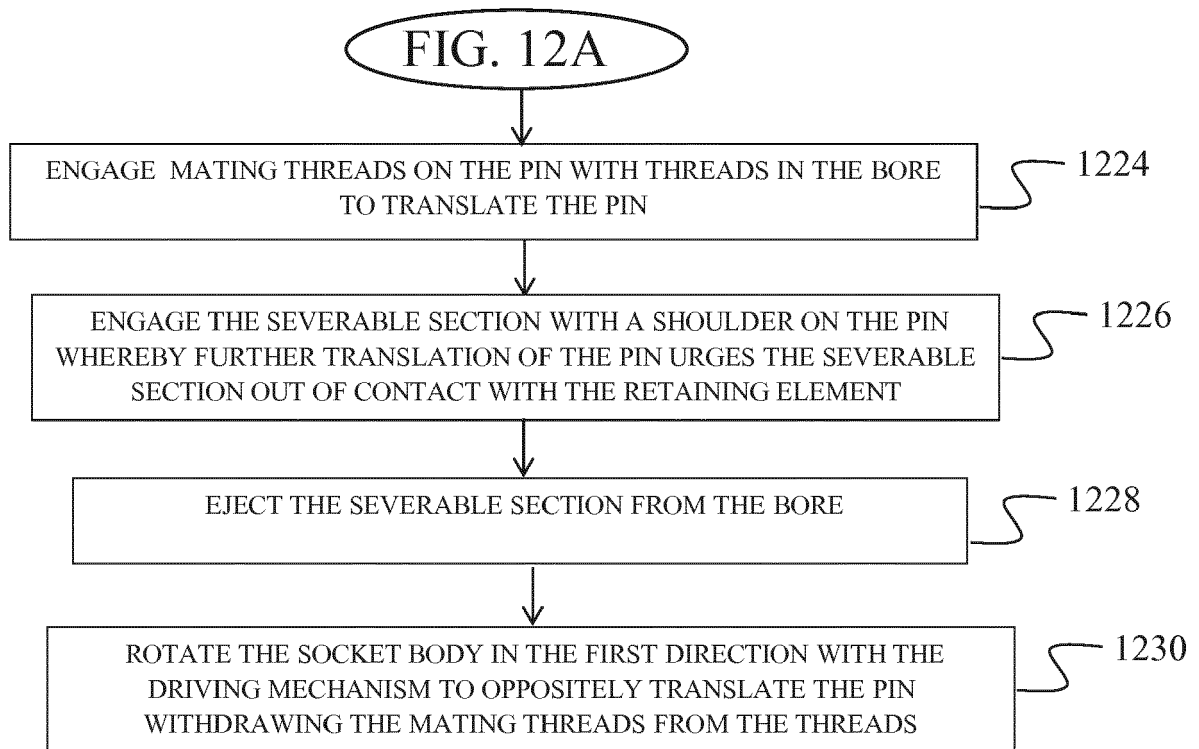 FIG. 12A
ENGAGE MATING THREADS ON THE PIN WITH THREADS IN THE BORE
TO TRANSLATE THE PIN
1224
ENGAGE THE SEVERABLE SECTION WITH A SHOULDER ON THE PIN
WHEREBY FURTHER TRANSLATION OF THE PIN URGES THE SEVERABLE
SECTION OUT OF CONTACT WITH THE RETAINING ELEMENT
1226
EJECT THE SEVERABLE SECTION FROM THE BORE
1228
ROTATE THE SOCKET BODY IN THE FIRST DIRECTION WITH THE
DRIVING MECHANISM TO OPPOSITELY TRANSLATE THE PIN
WITHDRAWING THE MATING THREADS FROM THE THREADS
1230